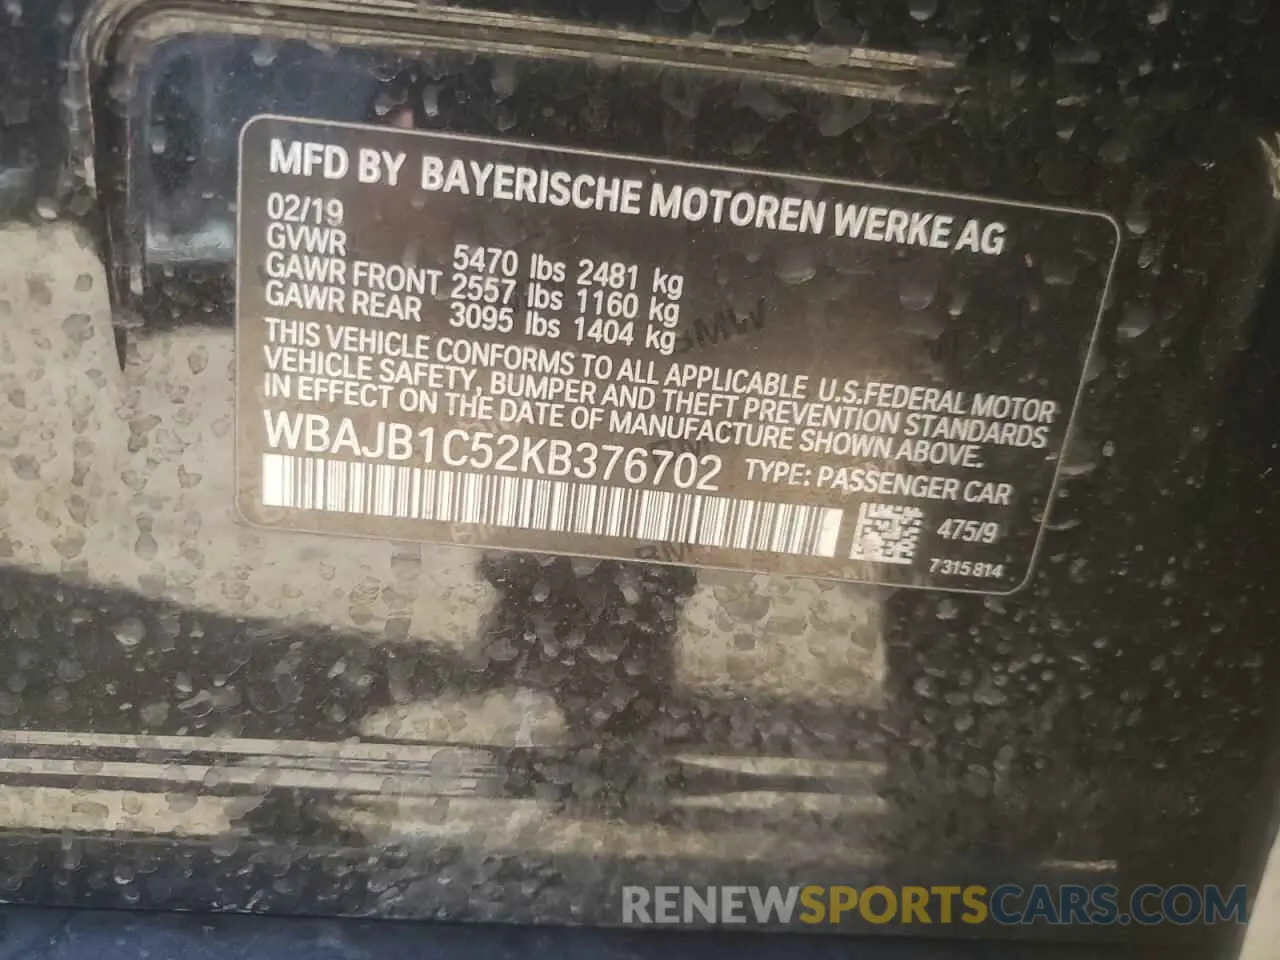 MFD BY BAYERISCHE MOTOREN WERKE AG
02/19
GVWR 5470 lbs 2481 kg
GAWR FRONT 2557 lbs 1160 kg
GAWR REAR 3095 lbs 1404 kg
THIS VEHICLE CONFORMS TO ALL APPLICABLE U.S.FEDERAL MOTOR
VEHICLE SAFETY, BUMPER AND THEFT PREVENTION STANDARDS
IN EFFECT ON THE DATE OF MANUFACTURE SHOWN ABOVE.
WBAJB1C52KB376702 TYPE: PASSENGER CAR
475/9
7 315 814
RENEWSPORTSCARS.COM